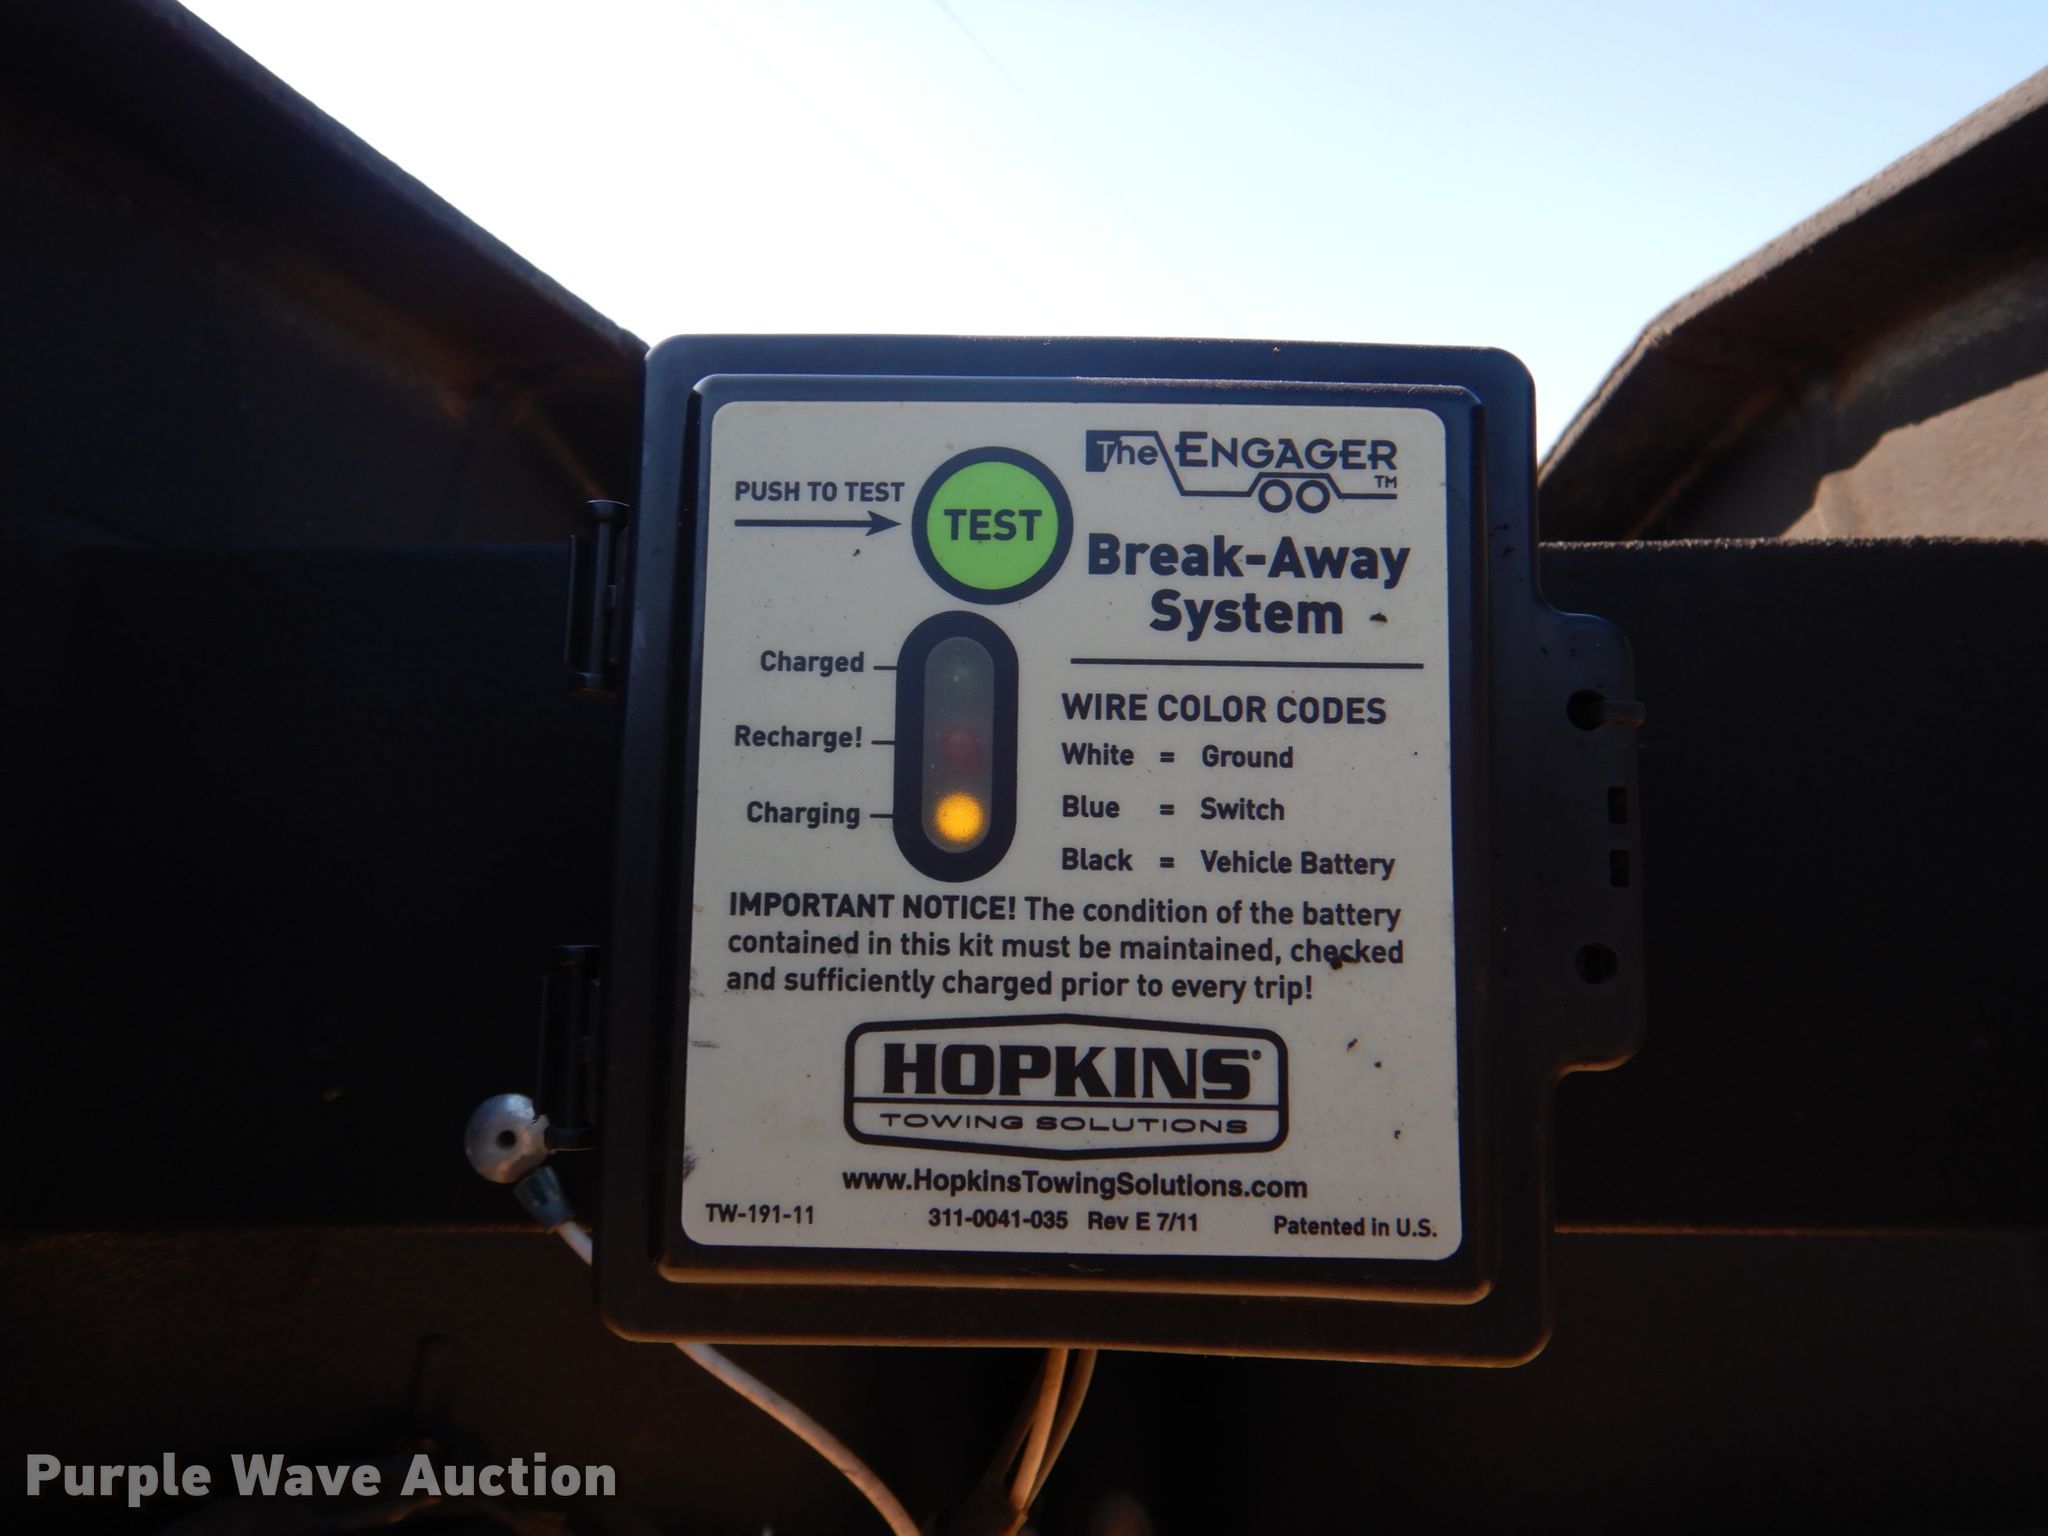 The ENGAGER™
PUSH TO TEST
TEST
Break-Away
System
Charged
Recharge!
Charging
WIRE COLOR CODES
White = Ground
Blue = Switch
Black = Vehicle Battery
IMPORTANT NOTICE! The condition of the battery
contained in this kit must be maintained, checked
and sufficiently charged prior to every trip!
HOPKINS®
TOWING SOLUTIONS
www.HopkinsTowingSolutions.com
TW-191-11 311-0041-035 Rev E 7/11 Patented in U.S.
Purple Wave Auction